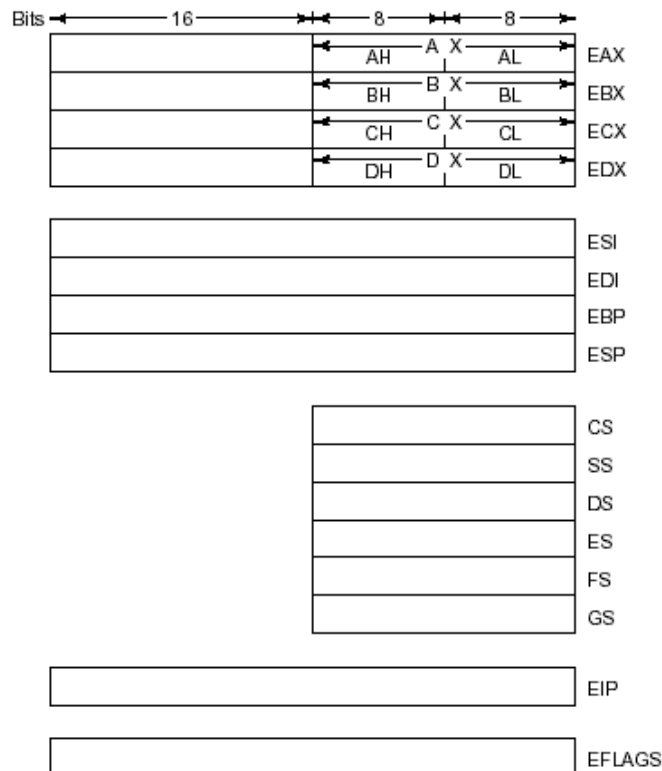 Bits 16 8 8
A X
AH AL EAX
B X
BH BL EBX
C X
CH CL ECX
D X
DH DL EDX
ESI
EDI
EBP
ESP
CS
SS
DS
ES
FS
GS
EIP
EFLAGS